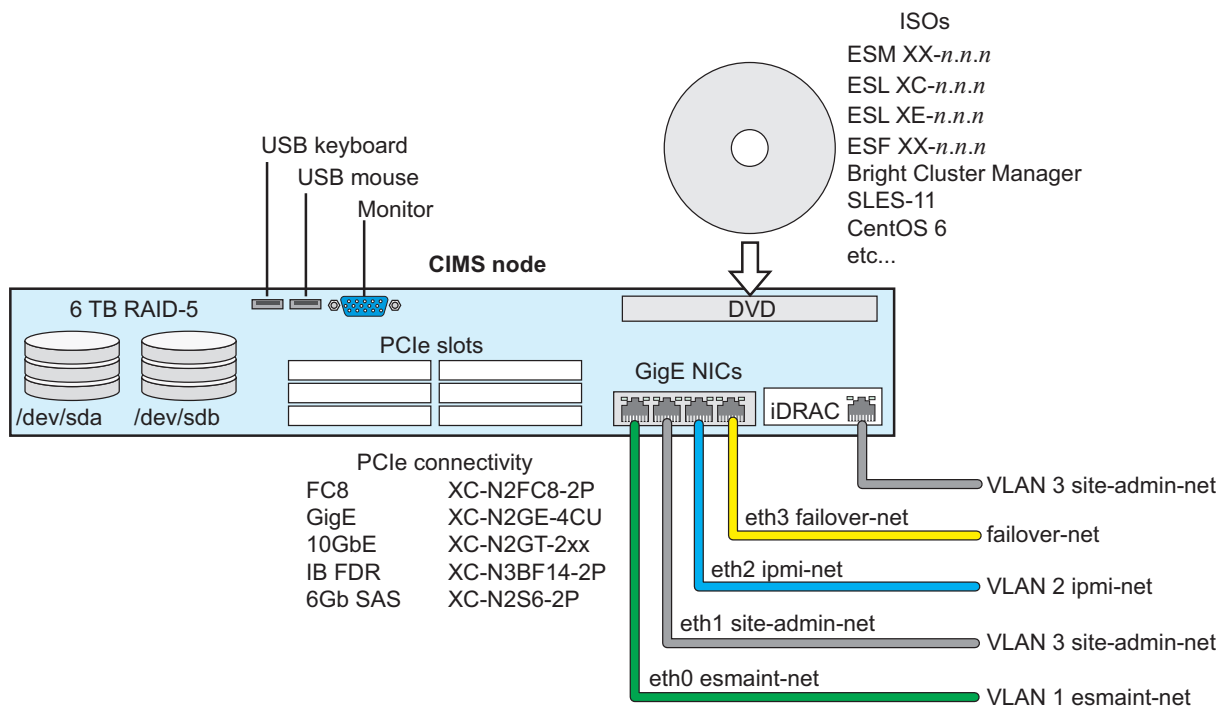 ISOs
ESM XX-n.n.n
ESL XC-n.n.n
ESL XE-n.n.n
ESF XX-n.n.n
Bright Cluster Manager
SLES-11
CentOS 6
etc...
USB keyboard
USB mouse
Monitor
CIMS node
6 TB RAID-5
DVD
PCIe slots
GigE NICs
/dev/sda
/dev/sdb
iDRAC
PCIe connectivity
FC8 XC-N2FC8-2P
GigE XC-N2GE-4CU
10GbE XC-N2GT-2xx
IB FDR XC-N3BF14-2P
6Gb SAS XC-N2S6-2P
VLAN 3 site-admin-net
eth3 failover-net
failover-net
eth2 ipmi-net
VLAN 2 ipmi-net
eth1 site-admin-net
VLAN 3 site-admin-net
eth0 esmaint-net
VLAN 1 esmaint-net